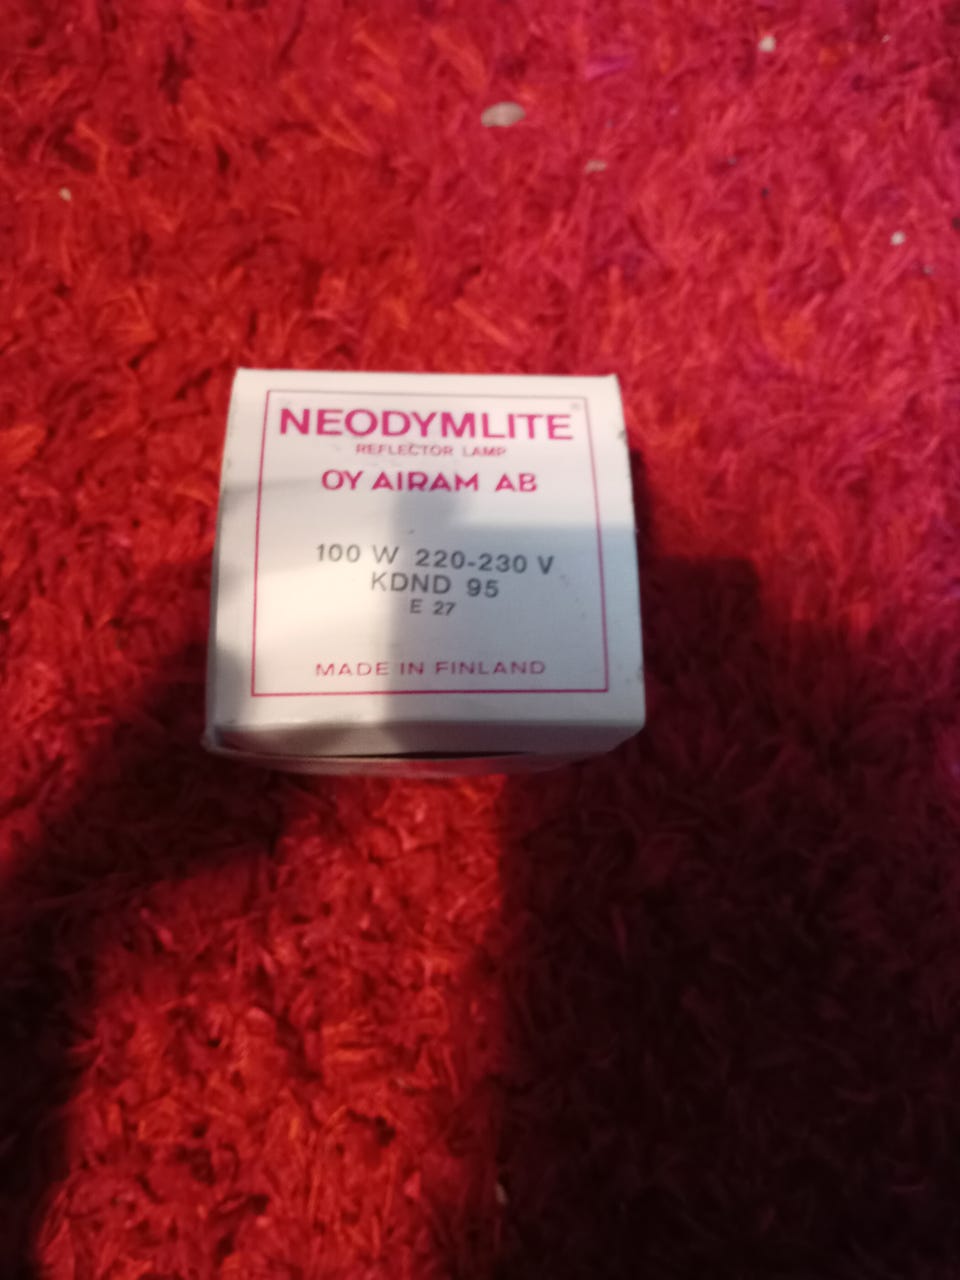 NEODYMLITE®
REFLECTOR LAMP
OY AIRAM AB
100 W 220-230 V
KDND 95
E 27
MADE IN FINLAND